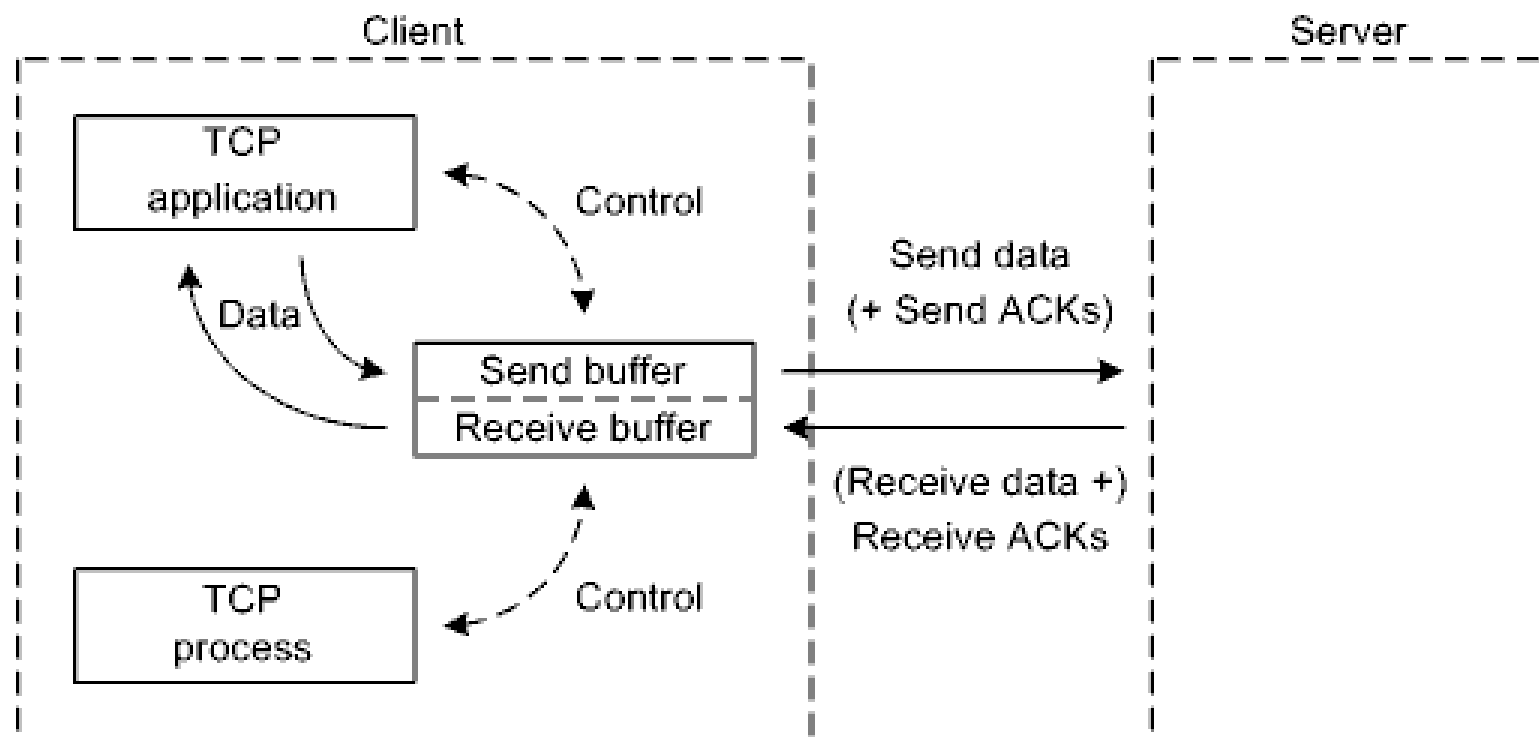 Client
Server
TCP
application
Control
Data
Send data
(+ Send ACKs)
Send buffer
Receive buffer
(Receive data +)
Receive ACKs
TCP
process
Control